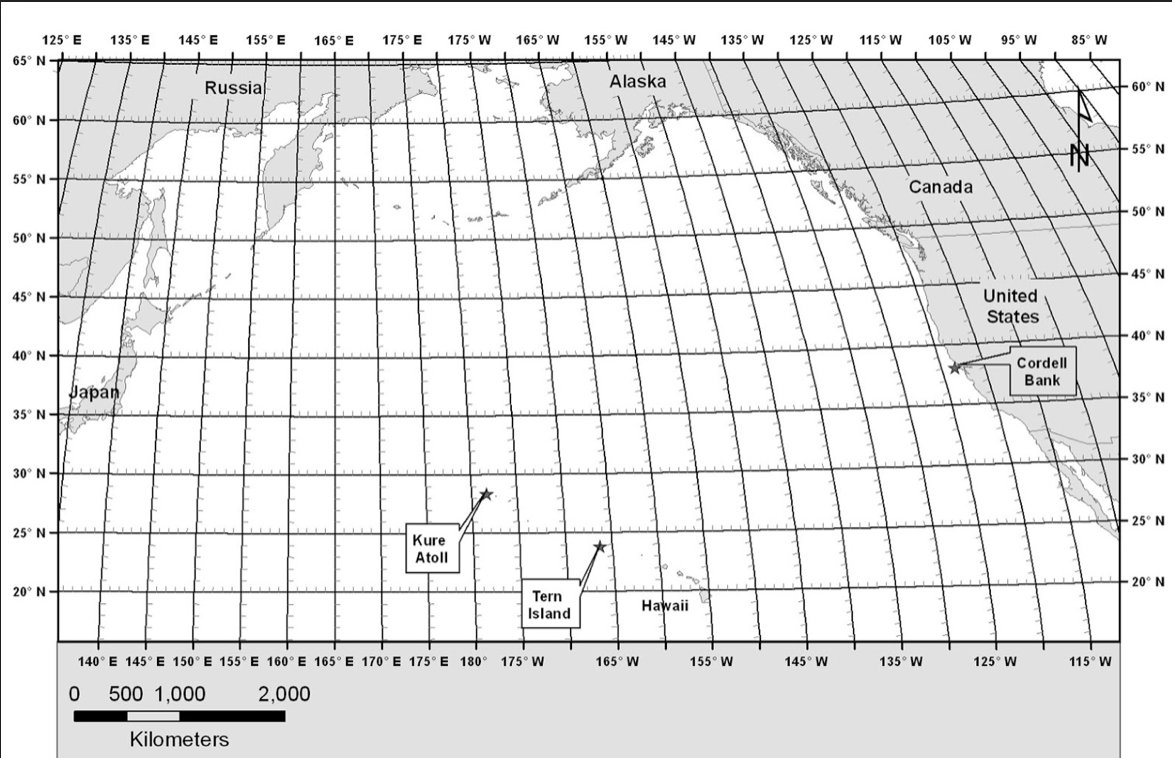 125° E 135° E 145° E 155° E 165° E 175° E 175° W 165° W 155° W 145° W 135° W 125° W 115° W 105° W 95° W 85° W
65° N
Russia
Alaska
60° N
60° N
N
55° N
55° N
Canada
50° N
50° N
45° N
45° N
United
States
40° N
40° N
Cordell
Bank
Japan
35° N
35° N
30° N
30° N
Kure
Atoll
25° N
25° N
Tern
Island
Hawaii
20° N
20° N
140° E 145° E 150° E 155° E 160° E 165° E 170° E 175° E 180° 175° W 165° W 155° W 145° W 135° W 125° W 115° W
0 500 1,000 2,000
Kilometers